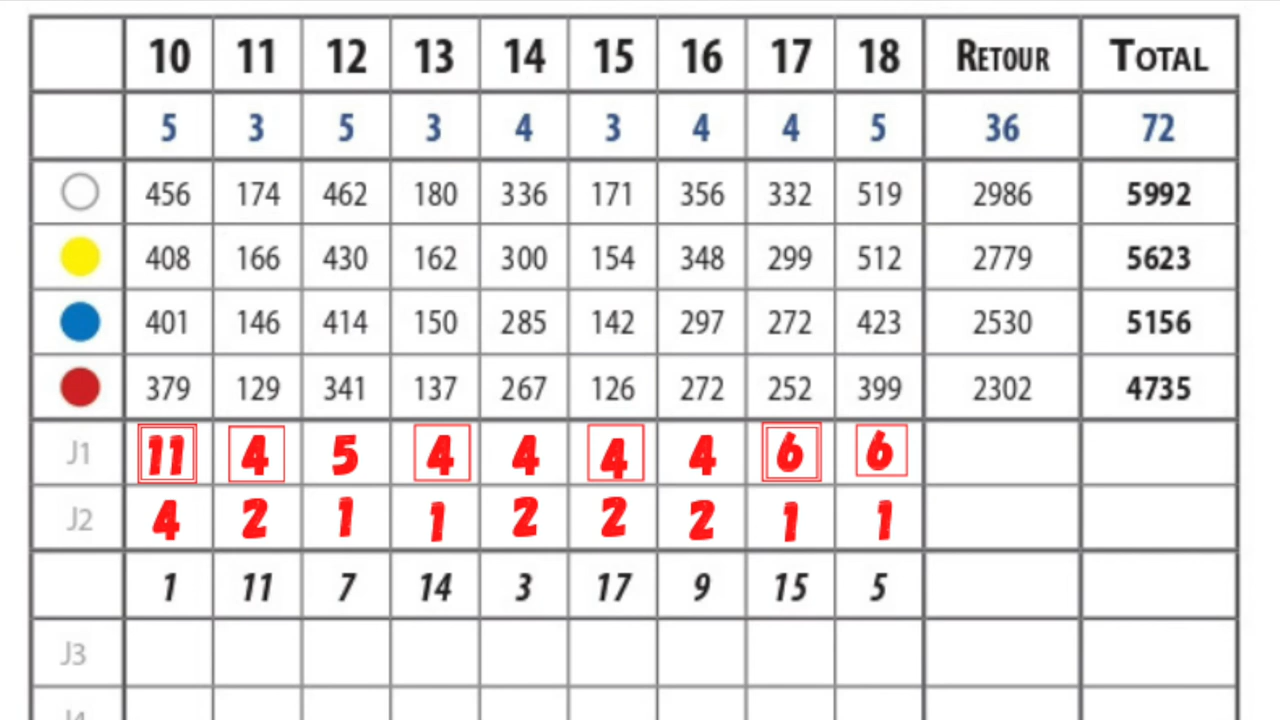 10 11 12 13 14 15 16 17 18 RETOUR TOTAL
5 3 5 3 4 3 4 4 5 36 72
456 174 462 180 336 171 356 332 519 2986 5992
408 166 430 162 300 154 348 299 512 2779 5623
401 146 414 150 285 142 297 272 423 2530 5156
379 129 341 137 267 126 272 252 399 2302 4735
J1 11 4 5 4 4 4 4 6 6
J2 4 2 1 1 2 2 2 1 1
1 11 7 14 3 17 9 15 5
J3
J4